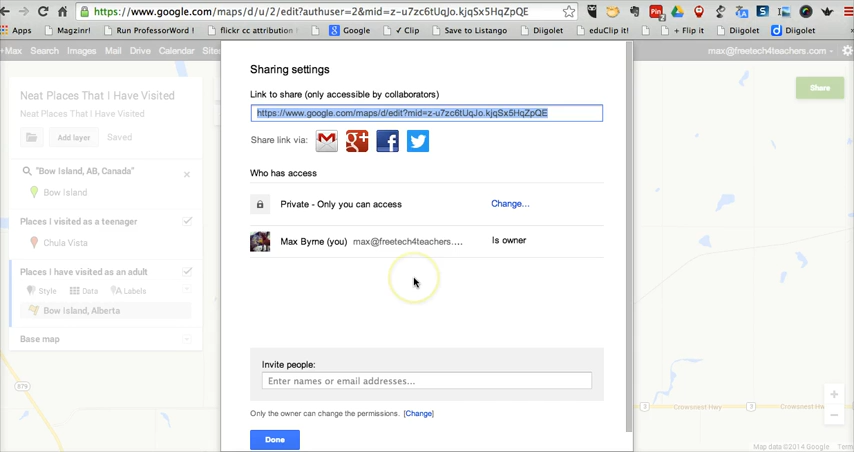 https://www.google.com/maps/d/u/2/edit?authuser=2&mid=z-u7zc6tUqJo.kjqSx5HqZpQE
Apps Magzinr! Run ProfessorWord ! flickr cc attribution Google ✓ Clip Save to Listango Diigolet eduClip it! + Flip it Diigolet Diigolet
+Max Search Images Mail Drive Calendar Sites
max@freetech4teachers.com
Share
Neat Places That I Have Visited
Add layer Saved
"Bow Island, AB, Canada"
Bow Island
Places I visited as a teenager
Chula Vista
Places I have visited as an adult
Style Data Labels
Bow Island, Alberta
Base map
879
Sharing settings
Link to share (only accessible by collaborators)
https://www.google.com/maps/d/edit?mid=z-u7zc6tUqJo.kjqSx5HqZpQE
Share link via:
Who has access
Private - Only you can access Change...
Max Byrne (you) max@freetech4teachers.... Is owner
Invite people:
Enter names or email addresses...
Only the owner can change the permissions. [Change]
Done
3 Crowsnest Hwy 3 Crowsnest Hwy
Map data ©2014 Google Term